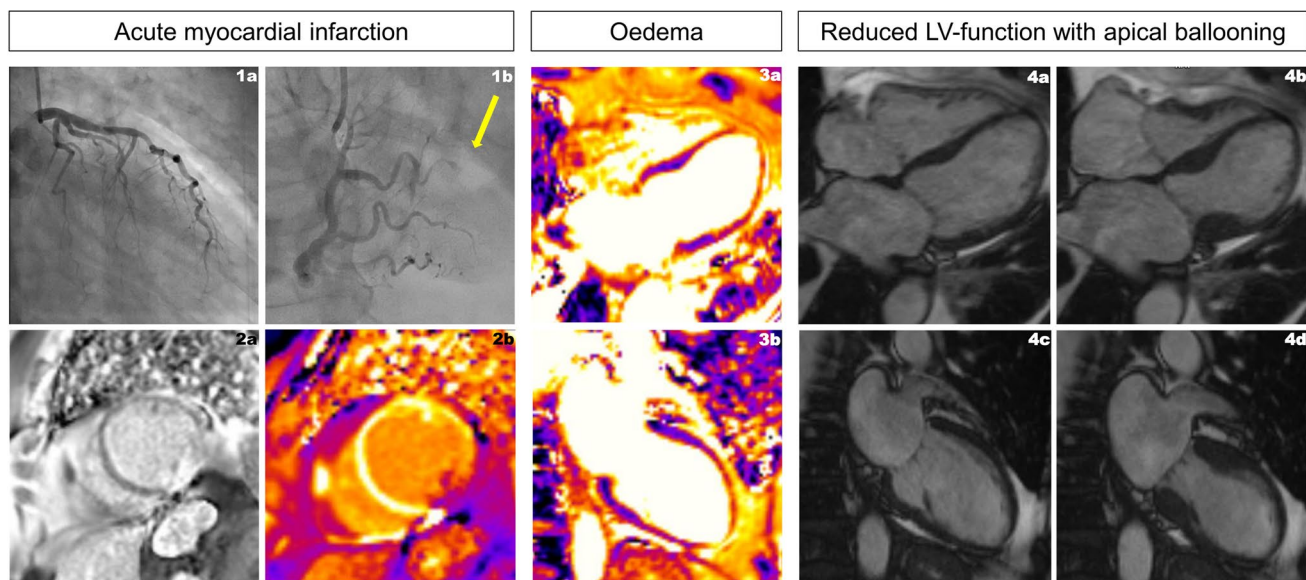 Acute myocardial infarction
Oedema
Reduced LV-function with apical ballooning
1a
1b
3a
4a
4b
2a
2b
3b
4c
4d